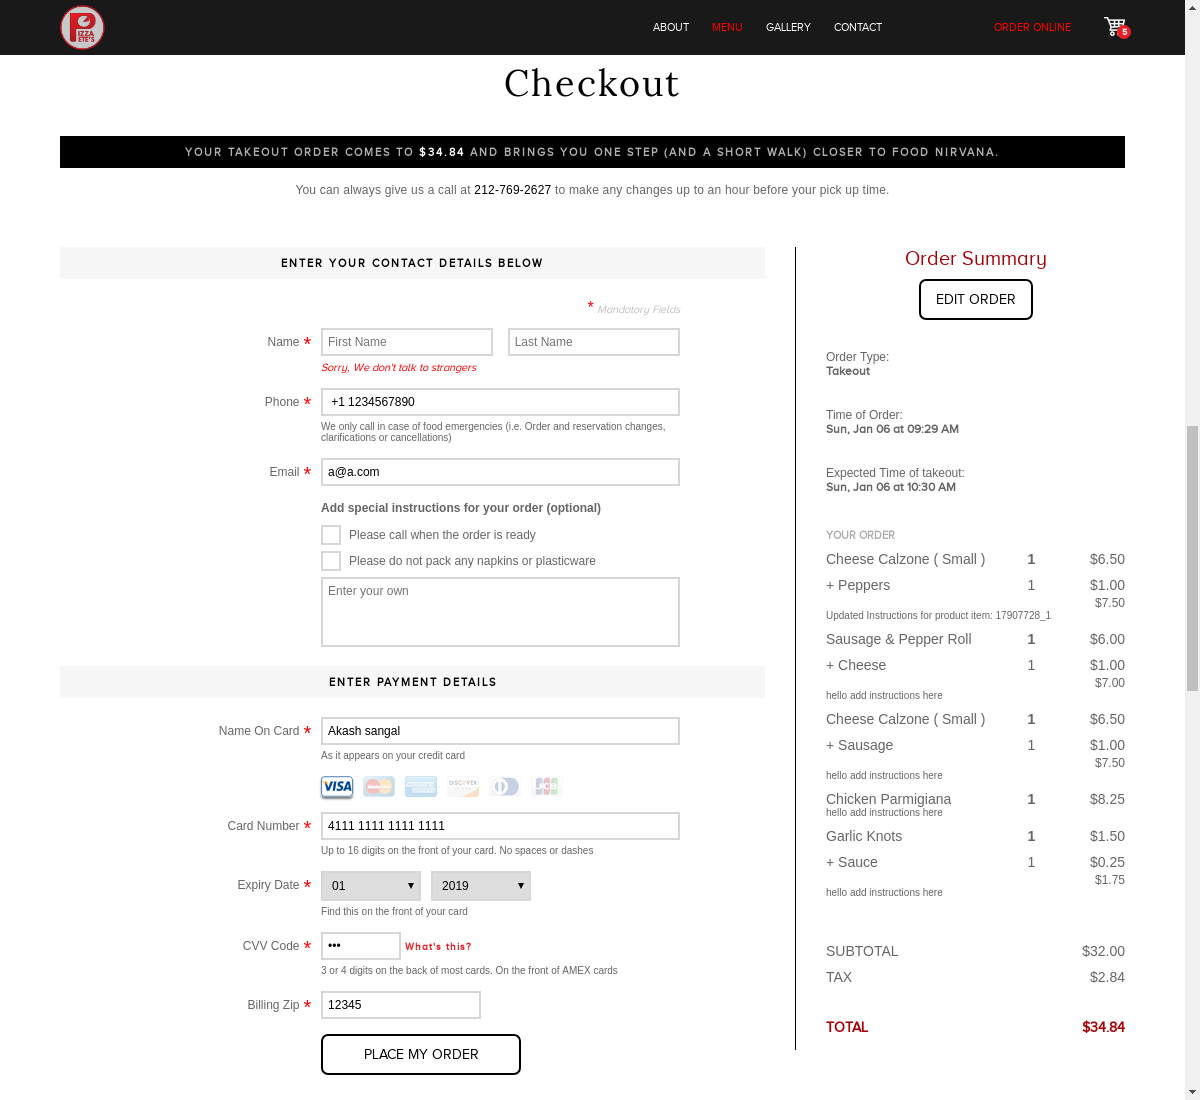 PIZZA
ETE'S
ABOUT
MENU
GALLERY
CONTACT
ORDER ONLINE
5
Checkout
YOUR TAKEOUT ORDER COMES TO $34.84 AND BRINGS YOU ONE STEP (AND A SHORT WALK) CLOSER TO FOOD NIRVANA.
You can always give us a call at 212-769-2627 to make any changes up to an hour before your pick up time.
ENTER YOUR CONTACT DETAILS BELOW
* Mandatory Fields
Name * First Name Last Name
Sorry, We don't talk to strangers
Phone * +1 1234567890
We only call in case of food emergencies (i.e. Order and reservation changes,
clarifications or cancellations)
Email * a@a.com
Add special instructions for your order (optional)
Please call when the order is ready
Please do not pack any napkins or plasticware
Enter your own
ENTER PAYMENT DETAILS
Name On Card * Akash sangal
As it appears on your credit card
VISA DISCOVER JCB
Card Number * 4111 1111 1111 1111
Up to 16 digits on the front of your card. No spaces or dashes
Expiry Date * 01 2019
Find this on the front of your card
CVV Code * ••• What's this?
3 or 4 digits on the back of most cards. On the front of AMEX cards
Billing Zip * 12345
PLACE MY ORDER
Order Summary
EDIT ORDER
Order Type:
Takeout
Time of Order:
Sun, Jan 06 at 09:29 AM
Expected Time of takeout:
Sun, Jan 06 at 10:30 AM
YOUR ORDER
Cheese Calzone ( Small ) 1 $6.50
+ Peppers 1 $1.00
$7.50
Updated Instructions for product item: 17907728_1
Sausage & Pepper Roll 1 $6.00
+ Cheese 1 $1.00
$7.00
hello add instructions here
Cheese Calzone ( Small ) 1 $6.50
+ Sausage 1 $1.00
$7.50
hello add instructions here
Chicken Parmigiana 1 $8.25
hello add instructions here
Garlic Knots 1 $1.50
+ Sauce 1 $0.25
$1.75
hello add instructions here
SUBTOTAL $32.00
TAX $2.84
TOTAL $34.84